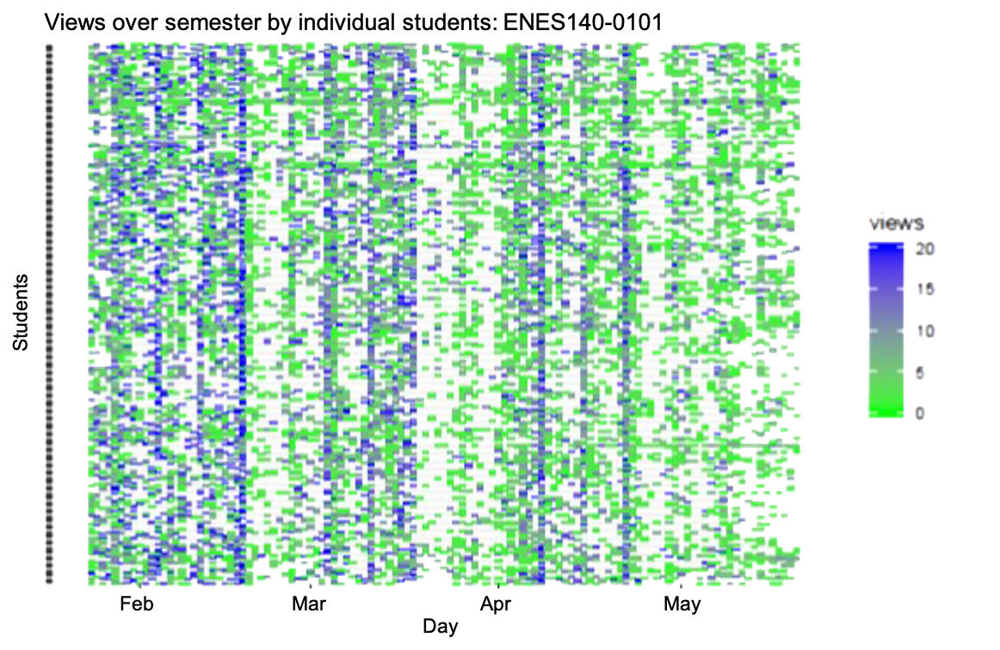 Views over semester by individual students: ENES140-0101
Students
views
20
15
10
5
0
Feb
Mar
Apr
May
Day